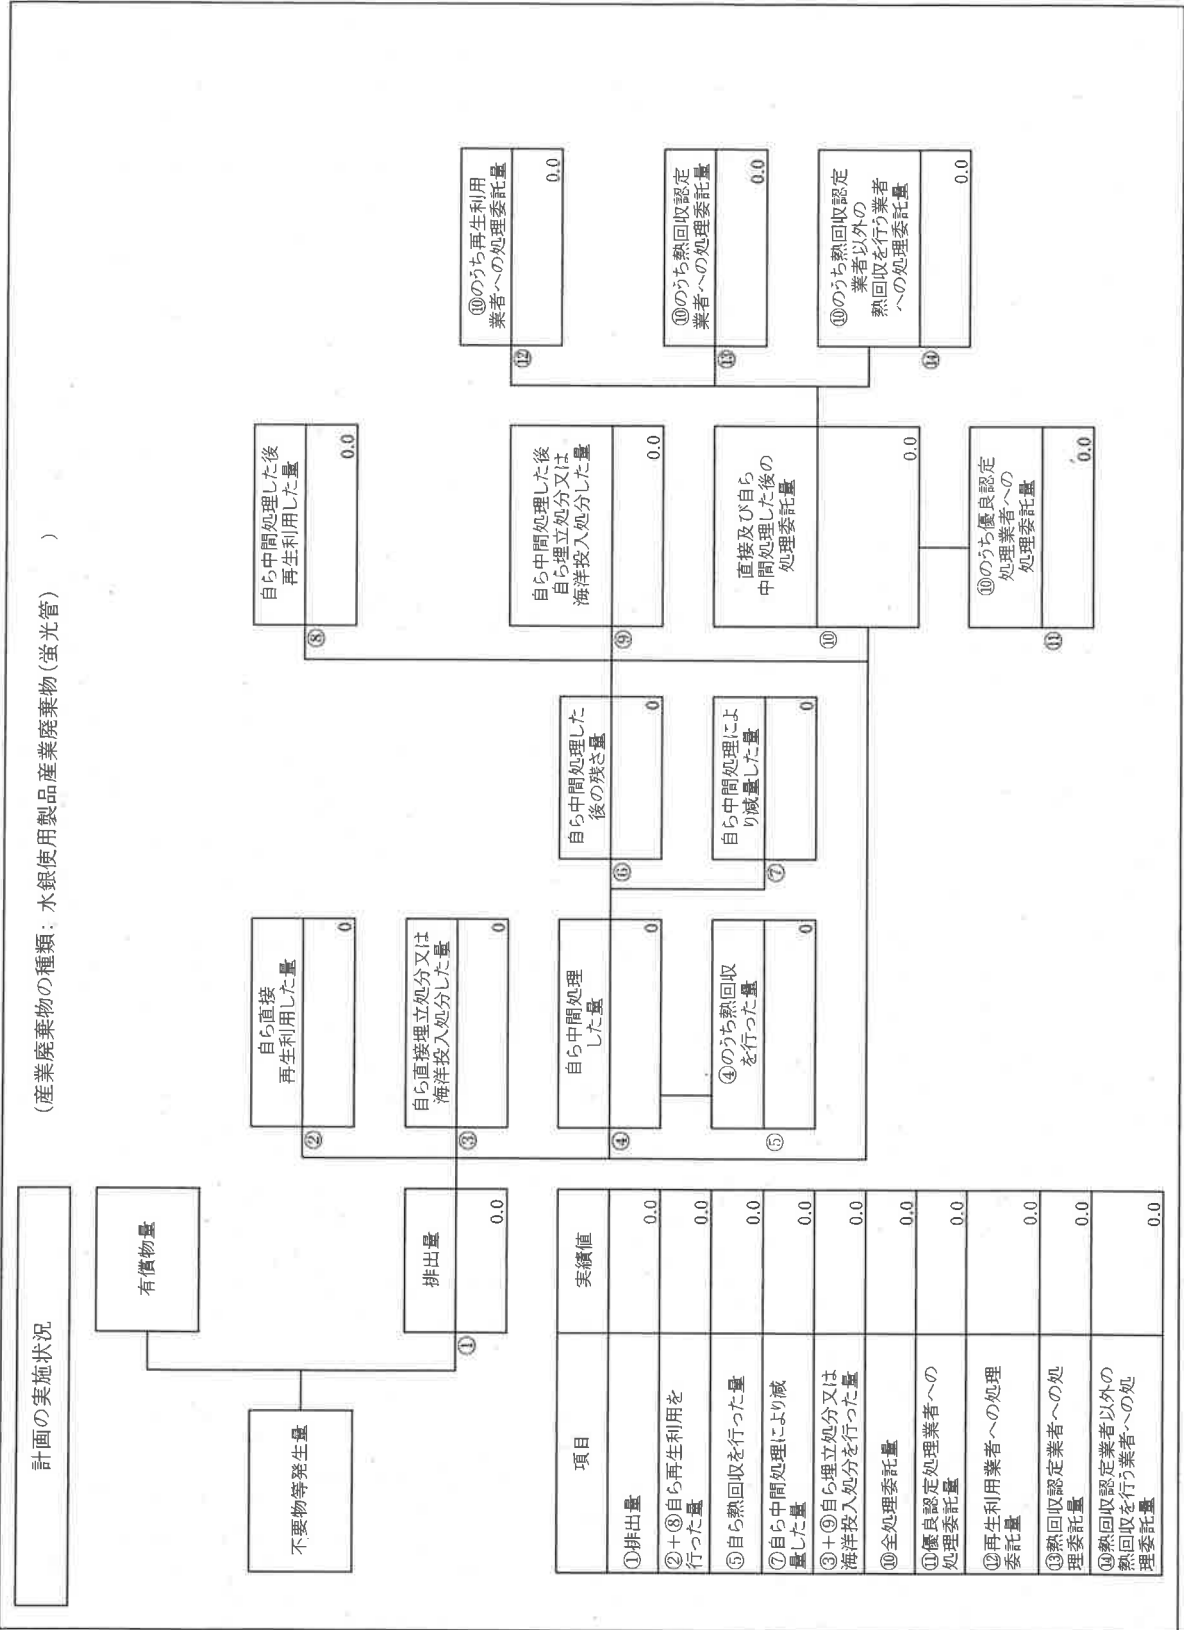 計画の実施状況
(産業廃棄物の種類：水銀使用製品産業廃棄物(蛍光管)　　)
不要物等発生量
有償物量
①
排出量
0.0
②
自ら直接
再生利用した量
0
③
自ら直接埋立処分又は
海洋投入処分した量
0
④
自ら中間処理
した量
0
⑤
④のうち熱回収
を行った量
0
⑥
自ら中間処理した
後の残さ量
0
⑦
自ら中間処理によ
り減量した量
0
⑧
自ら中間処理した後
再生利用した量
0.0
⑨
自ら中間処理した後
自ら埋立処分又は
海洋投入処分した量
0.0
⑩
直接及び自ら
中間処理した後の
処理委託量
0.0
⑪
⑩のうち優良認定
処理業者への
処理委託量
0.0
⑫
⑩のうち再生利用
業者への処理委託量
0.0
⑬
⑩のうち熱回収認定
業者への処理委託量
0.0
⑭
⑩のうち熱回収認定
業者以外の
熱回収を行う業者
への処理委託量
0.0
項目 実績値
①排出量 0.0
②+⑧自ら再生利用を
行った量 0.0
⑤自ら熱回収を行った量 0.0
⑦自ら中間処理により減
量した量 0.0
③+⑨自ら埋立処分又は
海洋投入処分を行った量 0.0
⑩全処理委託量 0.0
⑪優良認定処理業者への
処理委託量 0.0
⑫再生利用業者への処理
委託量 0.0
⑬熱回収認定業者への処
理委託量 0.0
⑭熱回収認定業者以外の
熱回収を行う業者への処
理委託量 0.0